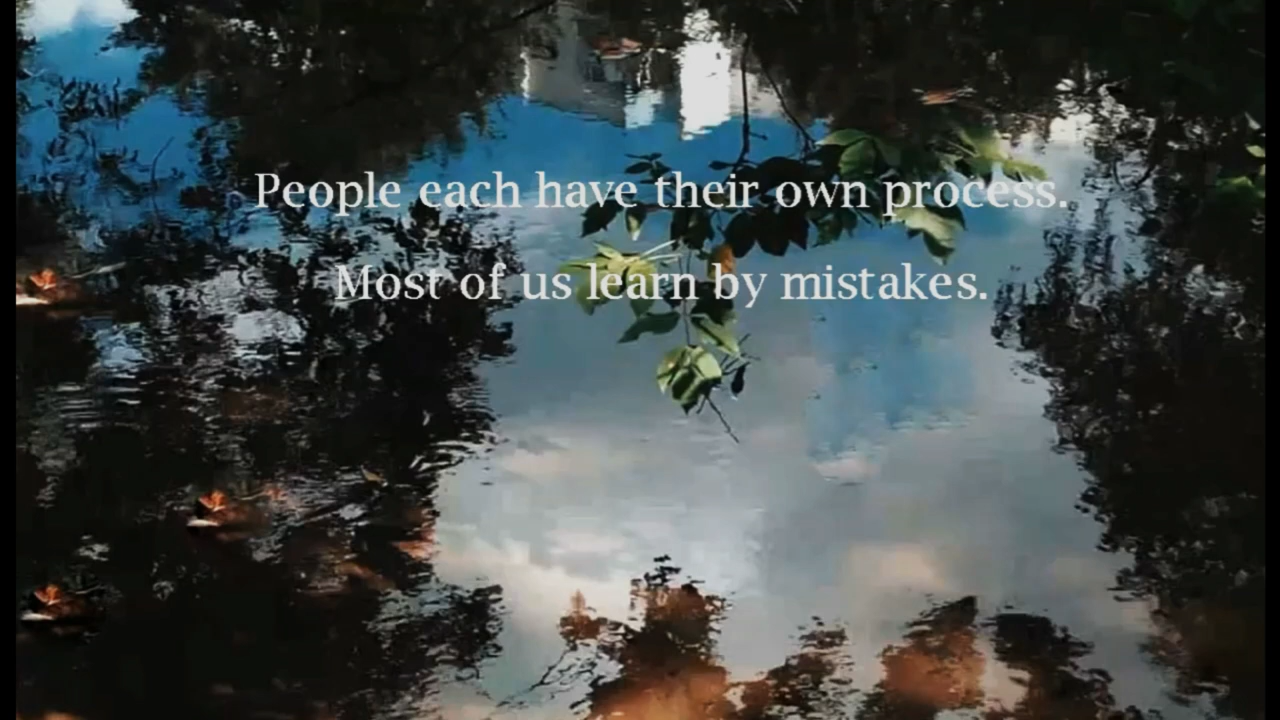 People each have their own process.
Most of us learn by mistakes.